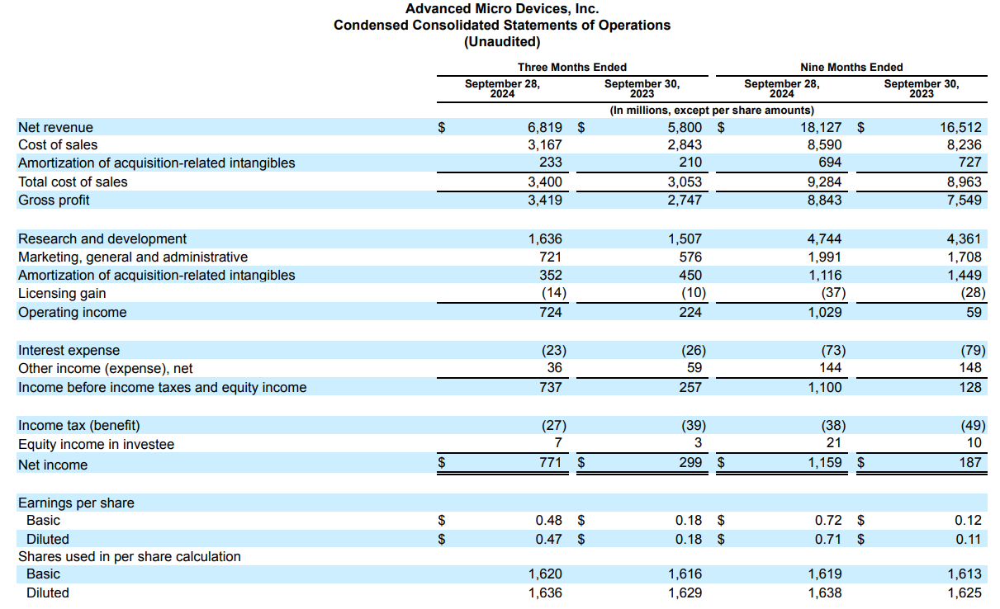 Advanced Micro Devices, Inc.
Condensed Consolidated Statements of Operations
(Unaudited)
Three Months Ended Nine Months Ended
September 28, 2024 September 30, 2023 September 28, 2024 September 30, 2023
(In millions, except per share amounts)
Net revenue $ 6,819 $ 5,800 $ 18,127 $ 16,512
Cost of sales 3,167 2,843 8,590 8,236
Amortization of acquisition-related intangibles 233 210 694 727
Total cost of sales 3,400 3,053 9,284 8,963
Gross profit 3,419 2,747 8,843 7,549
Research and development 1,636 1,507 4,744 4,361
Marketing, general and administrative 721 576 1,991 1,708
Amortization of acquisition-related intangibles 352 450 1,116 1,449
Licensing gain (14) (10) (37) (28)
Operating income 724 224 1,029 59
Interest expense (23) (26) (73) (79)
Other income (expense), net 36 59 144 148
Income before income taxes and equity income 737 257 1,100 128
Income tax (benefit) (27) (39) (38) (49)
Equity income in investee 7 3 21 10
Net income $ 771 $ 299 $ 1,159 $ 187
Earnings per share
Basic $ 0.48 $ 0.18 $ 0.72 $ 0.12
Diluted $ 0.47 $ 0.18 $ 0.71 $ 0.11
Shares used in per share calculation
Basic 1,620 1,616 1,619 1,613
Diluted 1,636 1,629 1,638 1,625